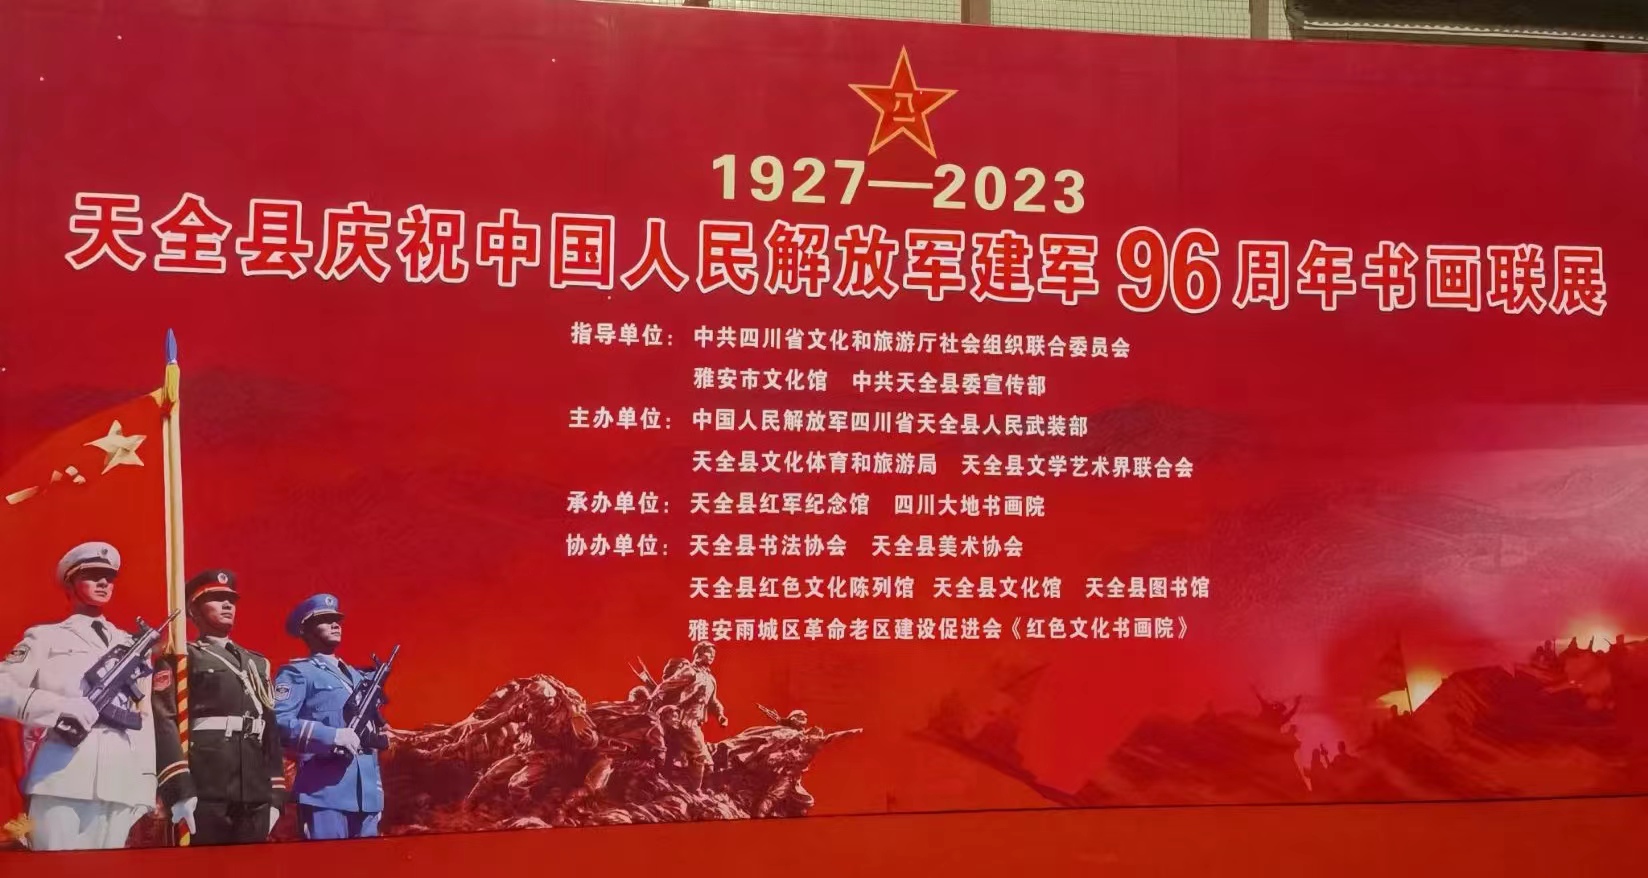 八一
1927—2023
天全县庆祝中国人民解放军建军96周年书画联展
指导单位：中共四川省文化和旅游厅社会组织联合委员会
雅安市文化馆 中共天全县委宣传部
主办单位：中国人民解放军四川省天全县人民武装部
天全县文化体育和旅游局 天全县文学艺术界联合会
承办单位：天全县红军纪念馆 四川大地书画院
协办单位：天全县书法协会 天全县美术协会
天全县红色文化陈列馆 天全县文化馆 天全县图书馆
雅安雨城区革命老区建设促进会《红色文化书画院》